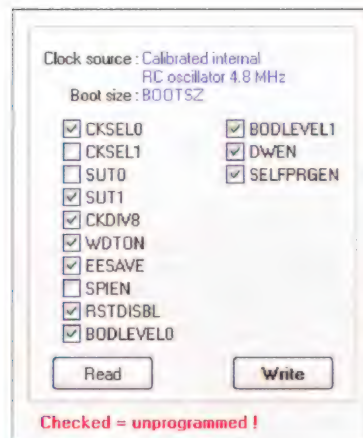 Clock source : Calibrated internal
RC oscillator 4.8 MHz
Boot size : BOOTSZ
CKSEL0
CKSEL1
SUT0
SUT1
CKDIV8
WDTON
EESAVE
SPIEN
RSTDISBL
BODLEVEL0
BODLEVEL1
DWEN
SELFPRGEN
Read
Write
Checked = unprogrammed !